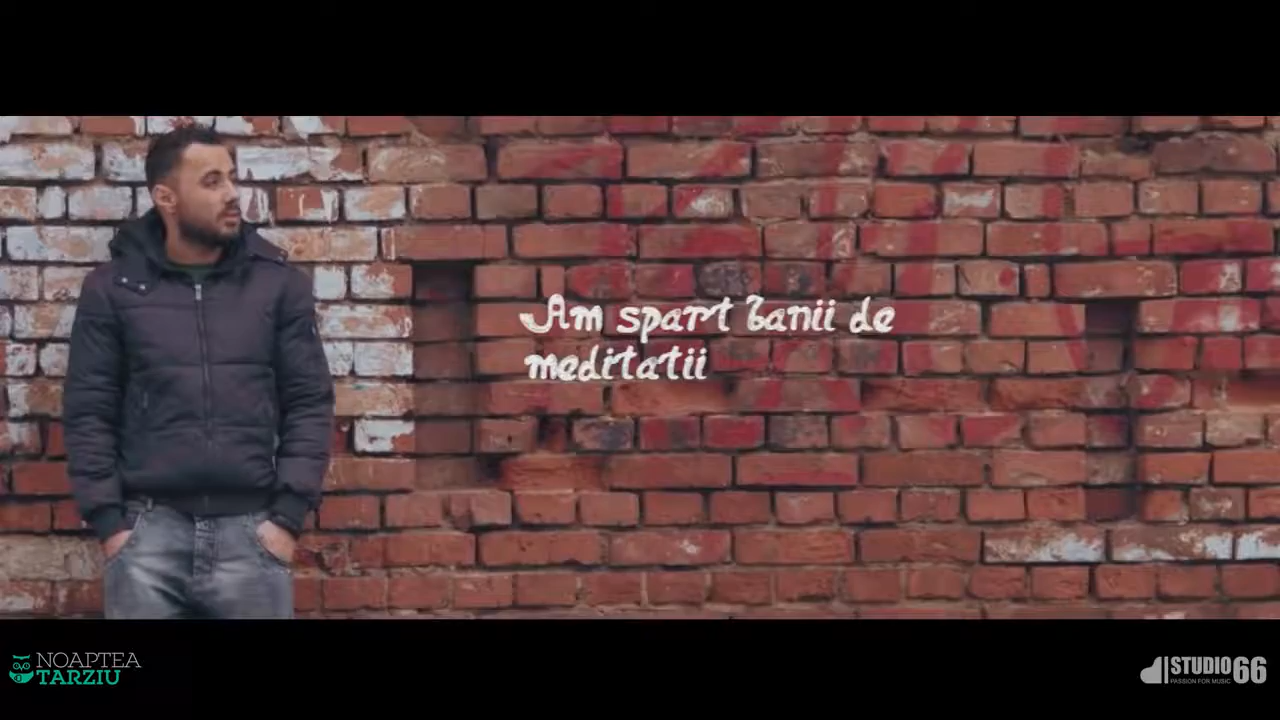 Am spart banii de
meditatii
NOAPTEA
TARZIU
STUDIO66
PASSION FOR MUSIC